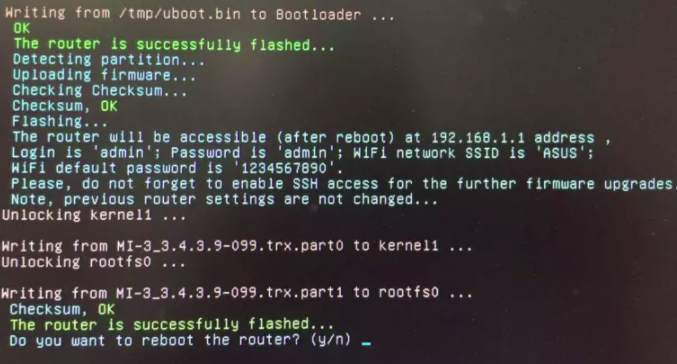 Writing from /tmp/uboot.bin to Bootloader ...
OK
The router is successfully flashed...
Detecting partition...
Uploading firmware...
Checking Checksum...
Checksum, OK
Flashing...
The router will be accessible (after reboot) at 192.168.1.1 address ,
Login is 'admin'; Password is 'admin'; WiFi network SSID is 'ASUS';
WiFi default password is '1234567890'.
Please, do not forget to enable SSH access for the further firmware upgrades.
Note, previous router settings are not changed...
Unlocking kernel1 ...
Writing from MI-3_3.4.3.9-099.trx.part0 to kernel1 ...
Unlocking rootfs0 ...
Writing from MI-3_3.4.3.9-099.trx.part1 to rootfs0 ...
Checksum, OK
The router is successfully flashed...
Do you want to reboot the router? (y/n) _